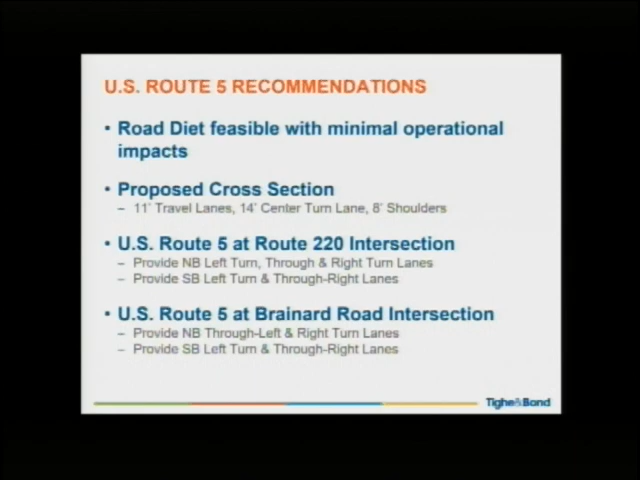 U.S. ROUTE 5 RECOMMENDATIONS
• Road Diet feasible with minimal operational
impacts
• Proposed Cross Section
– 11' Travel Lanes, 14' Center Turn Lane, 8' Shoulders
• U.S. Route 5 at Route 220 Intersection
– Provide NB Left Turn, Through & Right Turn Lanes
– Provide SB Left Turn & Through-Right Lanes
• U.S. Route 5 at Brainard Road Intersection
– Provide NB Through-Left & Right Turn Lanes
– Provide SB Left Turn & Through-Right Lanes
Tighe&Bond